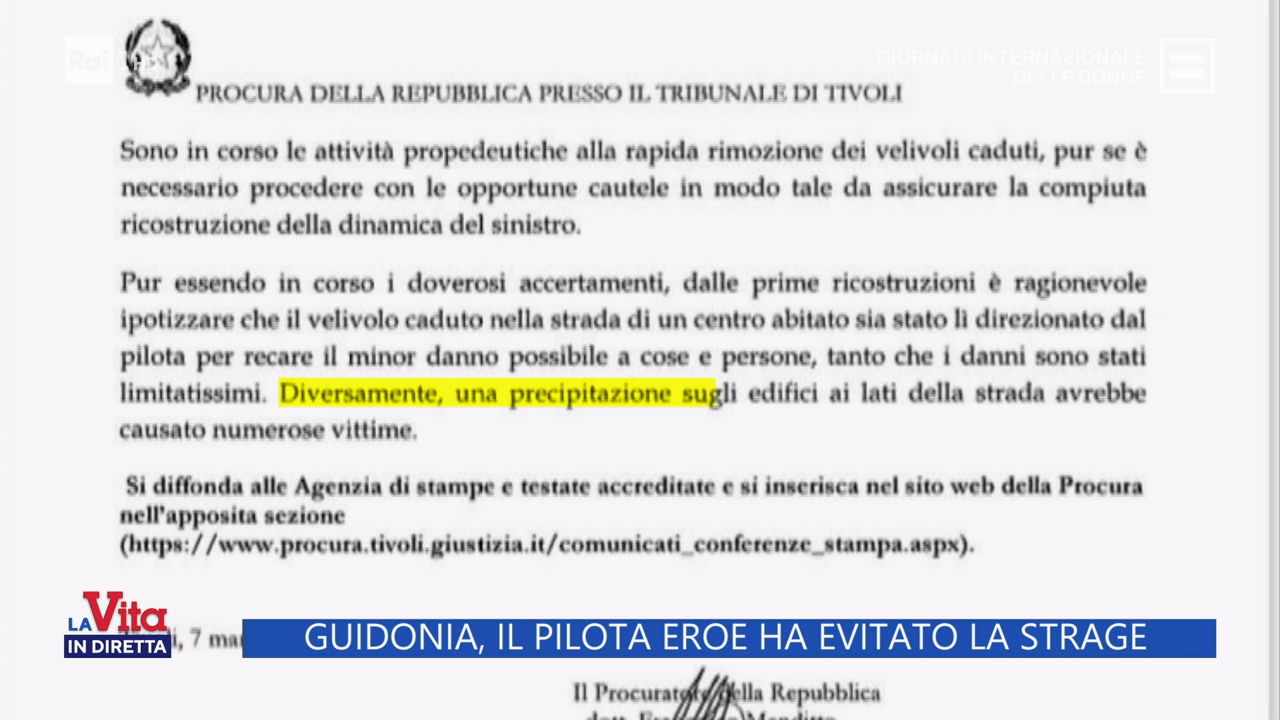 Rai
GIORNATA INTERNAZIONALE
DELLE DONNE
PROCURA DELLA REPUBBLICA PRESSO IL TRIBUNALE DI TIVOLI
Sono in corso le attività propedeutiche alla rapida rimozione dei velivoli caduti, pur se è
necessario procedere con le opportune cautele in modo tale da assicurare la compiuta
ricostruzione della dinamica del sinistro.
Pur essendo in corso i doverosi accertamenti, dalle prime ricostruzioni è ragionevole
ipotizzare che il velivolo caduto nella strada di un centro abitato sia stato lì direzionato dal
pilota per recare il minor danno possibile a cose e persone, tanto che i danni sono stati
limitatissimi. Diversamente, una precipitazione sugli edifici ai lati della strada avrebbe
causato numerose vittime.
Si diffonda alle Agenzia di stampe e testate accreditate e si inserisca nel sito web della Procura
nell'apposita sezione
(https://www.procura.tivoli.giustizia.it/comunicati_conferenze_stampa.aspx).
LA Vita
IN DIRETTA
7 mar
GUIDONIA, IL PILOTA EROE HA EVITATO LA STRAGE
Il Procuratore della Repubblica
dott.